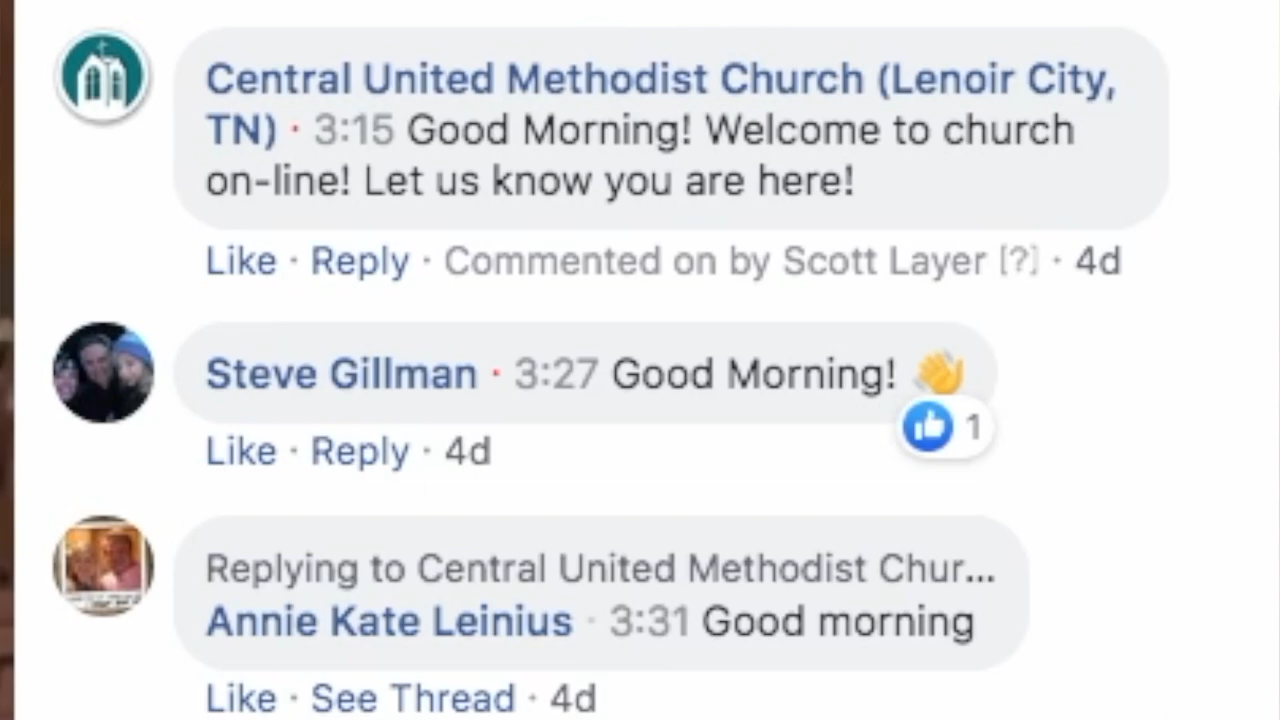 Central United Methodist Church (Lenoir City,
TN) · 3:15 Good Morning! Welcome to church
on-line! Let us know you are here!
Like · Reply · Commented on by Scott Layer [?] · 4d
Steve Gillman · 3:27 Good Morning! 👋
1
Like · Reply · 4d
Replying to Central United Methodist Chur...
Annie Kate Leinius · 3:31 Good morning
Like · See Thread · 4d